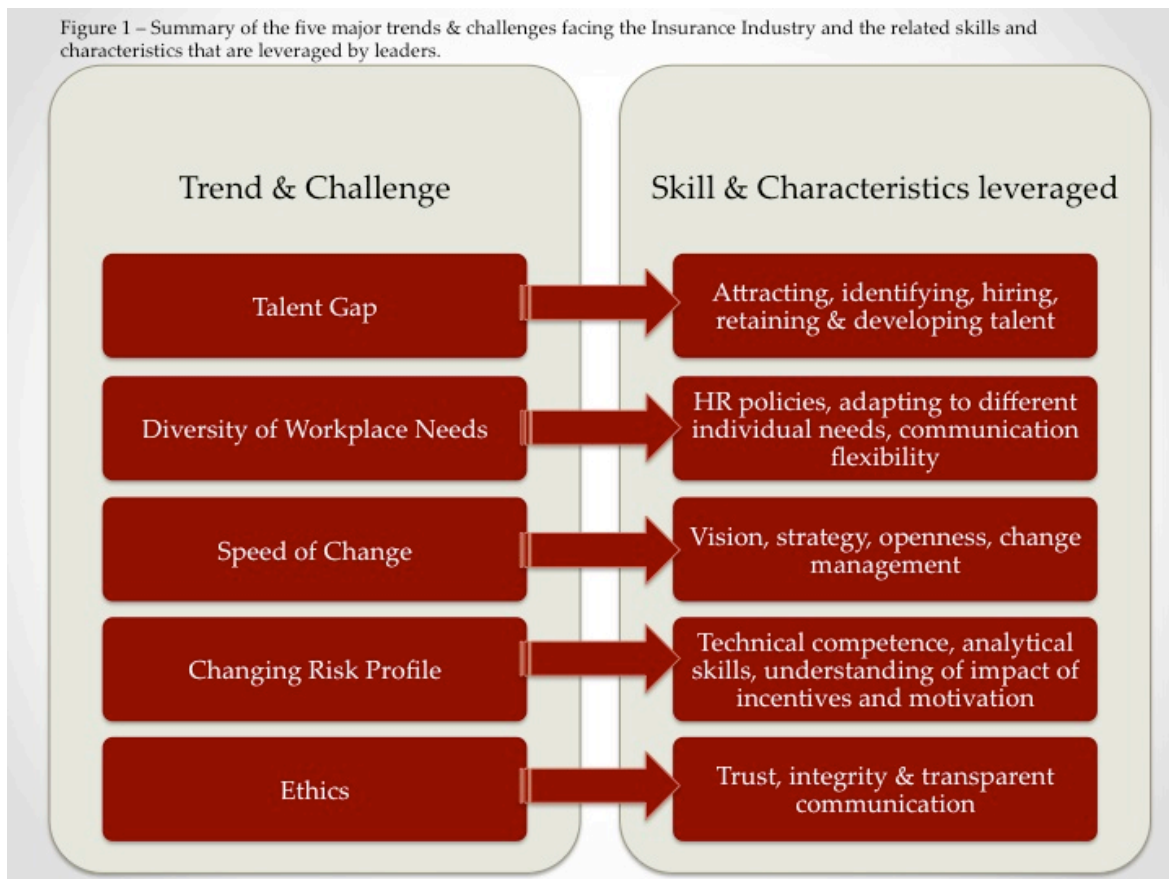 Figure 1 – Summary of the five major trends & challenges facing the Insurance Industry and the related skills and
characteristics that are leveraged by leaders.
Trend & Challenge
Skill & Characteristics leveraged
Talent Gap
Attracting, identifying, hiring,
retaining & developing talent
Diversity of Workplace Needs
HR policies, adapting to different
individual needs, communication
flexibility
Speed of Change
Vision, strategy, openness, change
management
Changing Risk Profile
Technical competence, analytical
skills, understanding of impact of
incentives and motivation
Ethics
Trust, integrity & transparent
communication